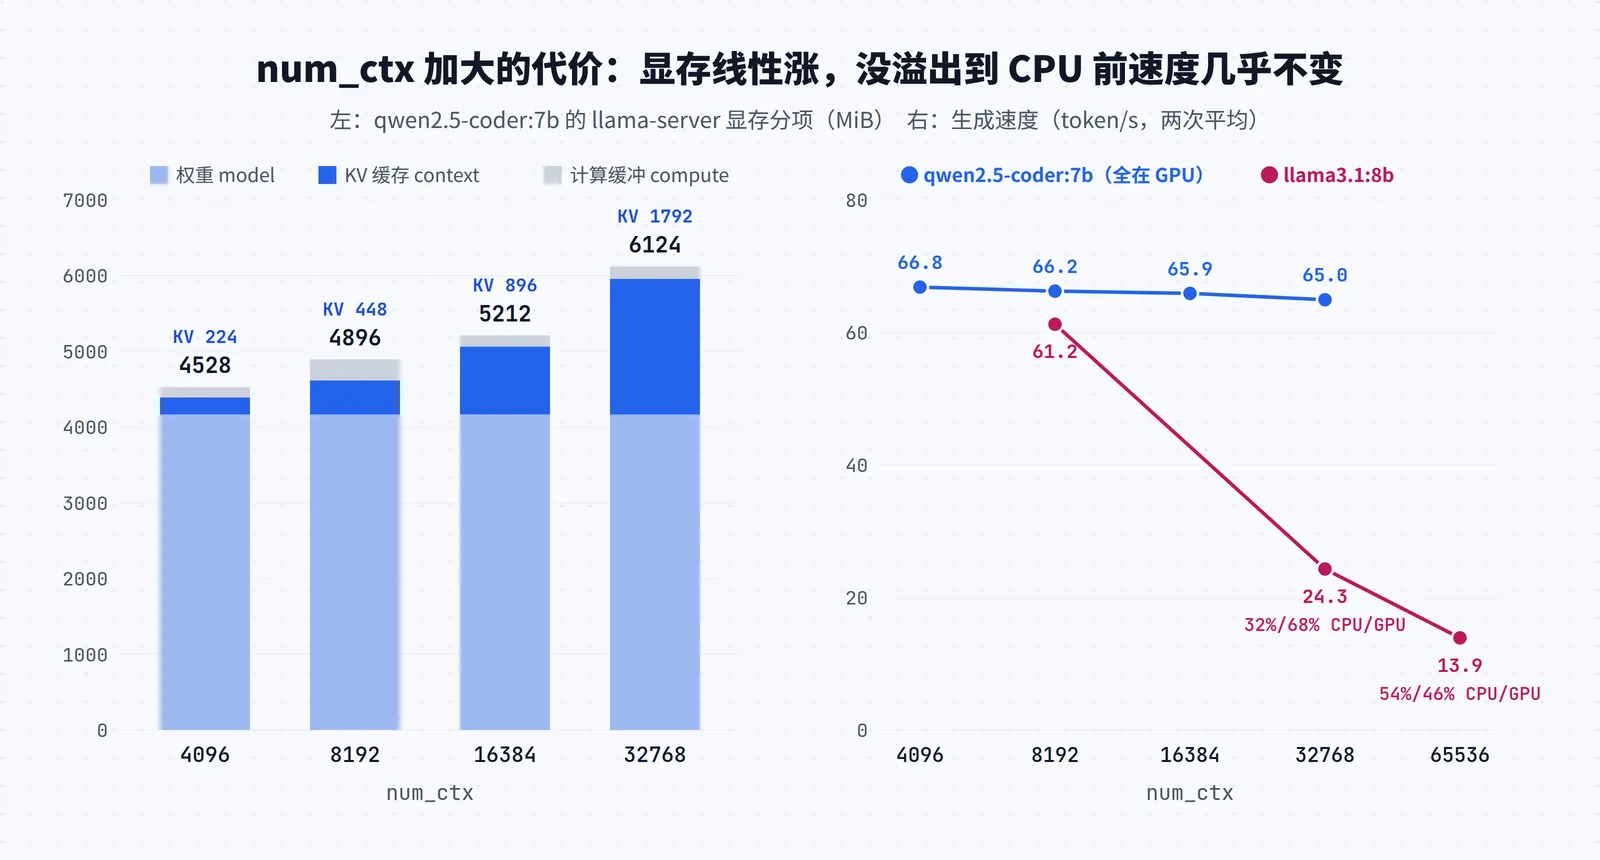 num_ctx 加大的代价：显存线性涨，没溢出到 CPU 前速度几乎不变
左：qwen2.5-coder:7b 的 llama-server 显存分项（MiB） 右：生成速度（token/s，两次平均）
权重 model KV 缓存 context 计算缓冲 compute
7000
6000
5000
4000
3000
2000
1000
0
KV 224
4528
KV 448
4896
KV 896
5212
KV 1792
6124
4096 8192 16384 32768
num_ctx
qwen2.5-coder:7b（全在 GPU） llama3.1:8b
80
60
40
20
0
66.8 66.2 65.9 65.0
61.2
24.3
32%/68% CPU/GPU
13.9
54%/46% CPU/GPU
4096 8192 16384 32768 65536
num_ctx